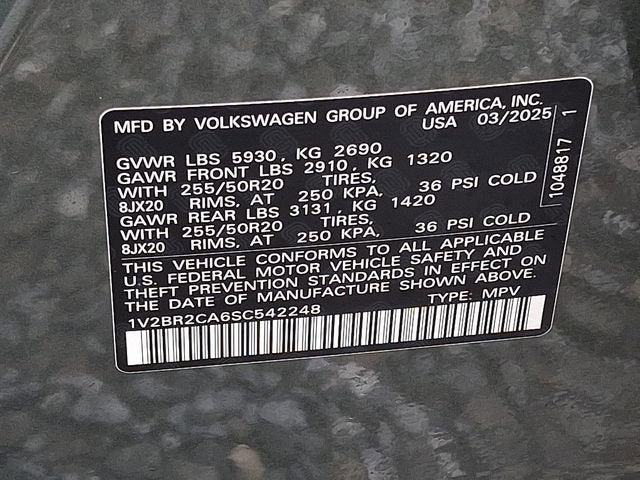 MFD BY VOLKSWAGEN GROUP OF AMERICA, INC.
USA 03/2025
GVWR LBS 5930, KG 2690
GAWR FRONT LBS 2910, KG 1320
WITH 255/50R20 TIRES,
8JX20 RIMS, AT 250 KPA, 36 PSI COLD
GAWR REAR LBS 3131, KG 1420
WITH 255/50R20 TIRES,
8JX20 RIMS, AT 250 KPA, 36 PSI COLD
THIS VEHICLE CONFORMS TO ALL APPLICABLE
U.S. FEDERAL MOTOR VEHICLE SAFETY AND
THEFT PREVENTION STANDARDS IN EFFECT ON
THE DATE OF MANUFACTURE SHOWN ABOVE.
1V2BR2CA6SC542248 TYPE: MPV
1048817 1